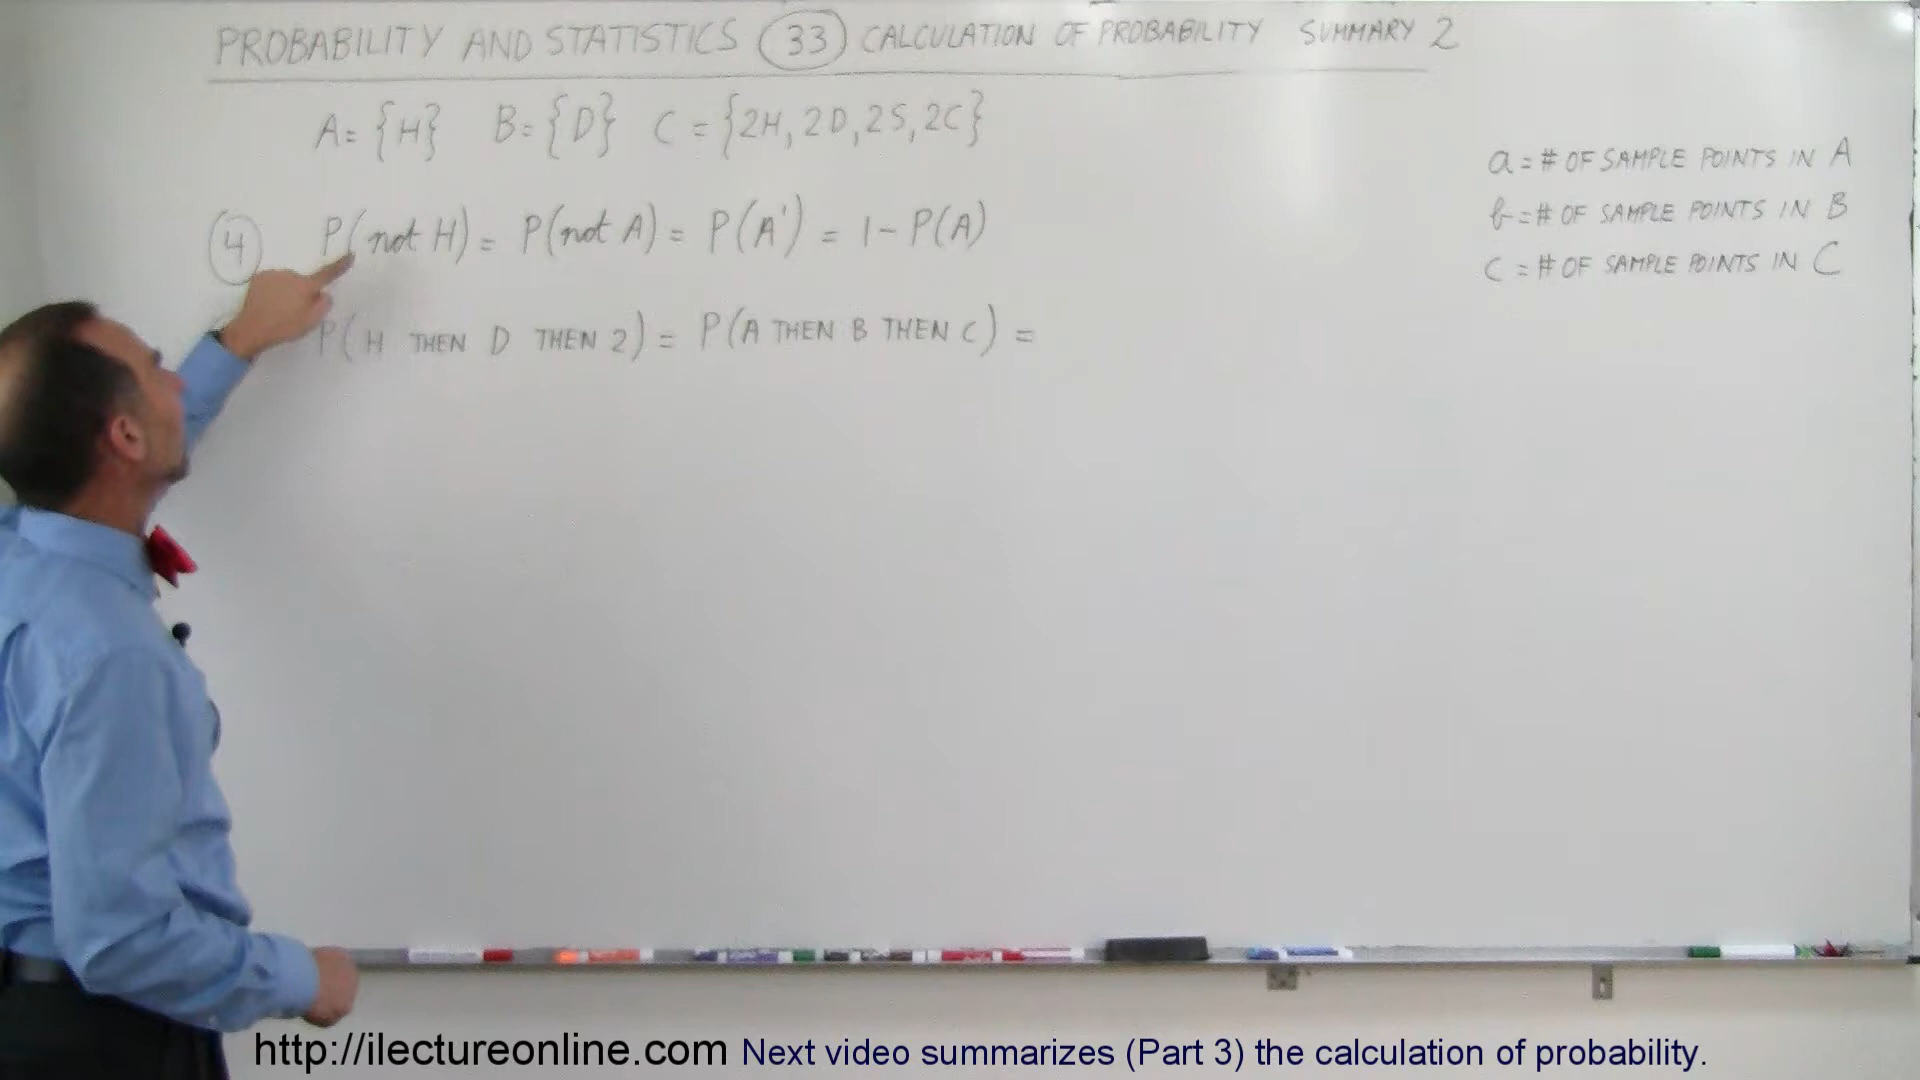 PROBABILITY AND STATISTICS 33 CALCULATION OF PROBABILITY SUMMARY 2
A = {H} B = {D} C = {2H, 2D, 2S, 2C}
a = # OF SAMPLE POINTS IN A
b = # OF SAMPLE POINTS IN B
c = # OF SAMPLE POINTS IN C
4 P(not H) = P(not A) = P(A') = 1 - P(A)
P(H THEN D THEN 2) = P(A THEN B THEN C) =
http://ilectureonline.com Next video summarizes (Part 3) the calculation of probability.